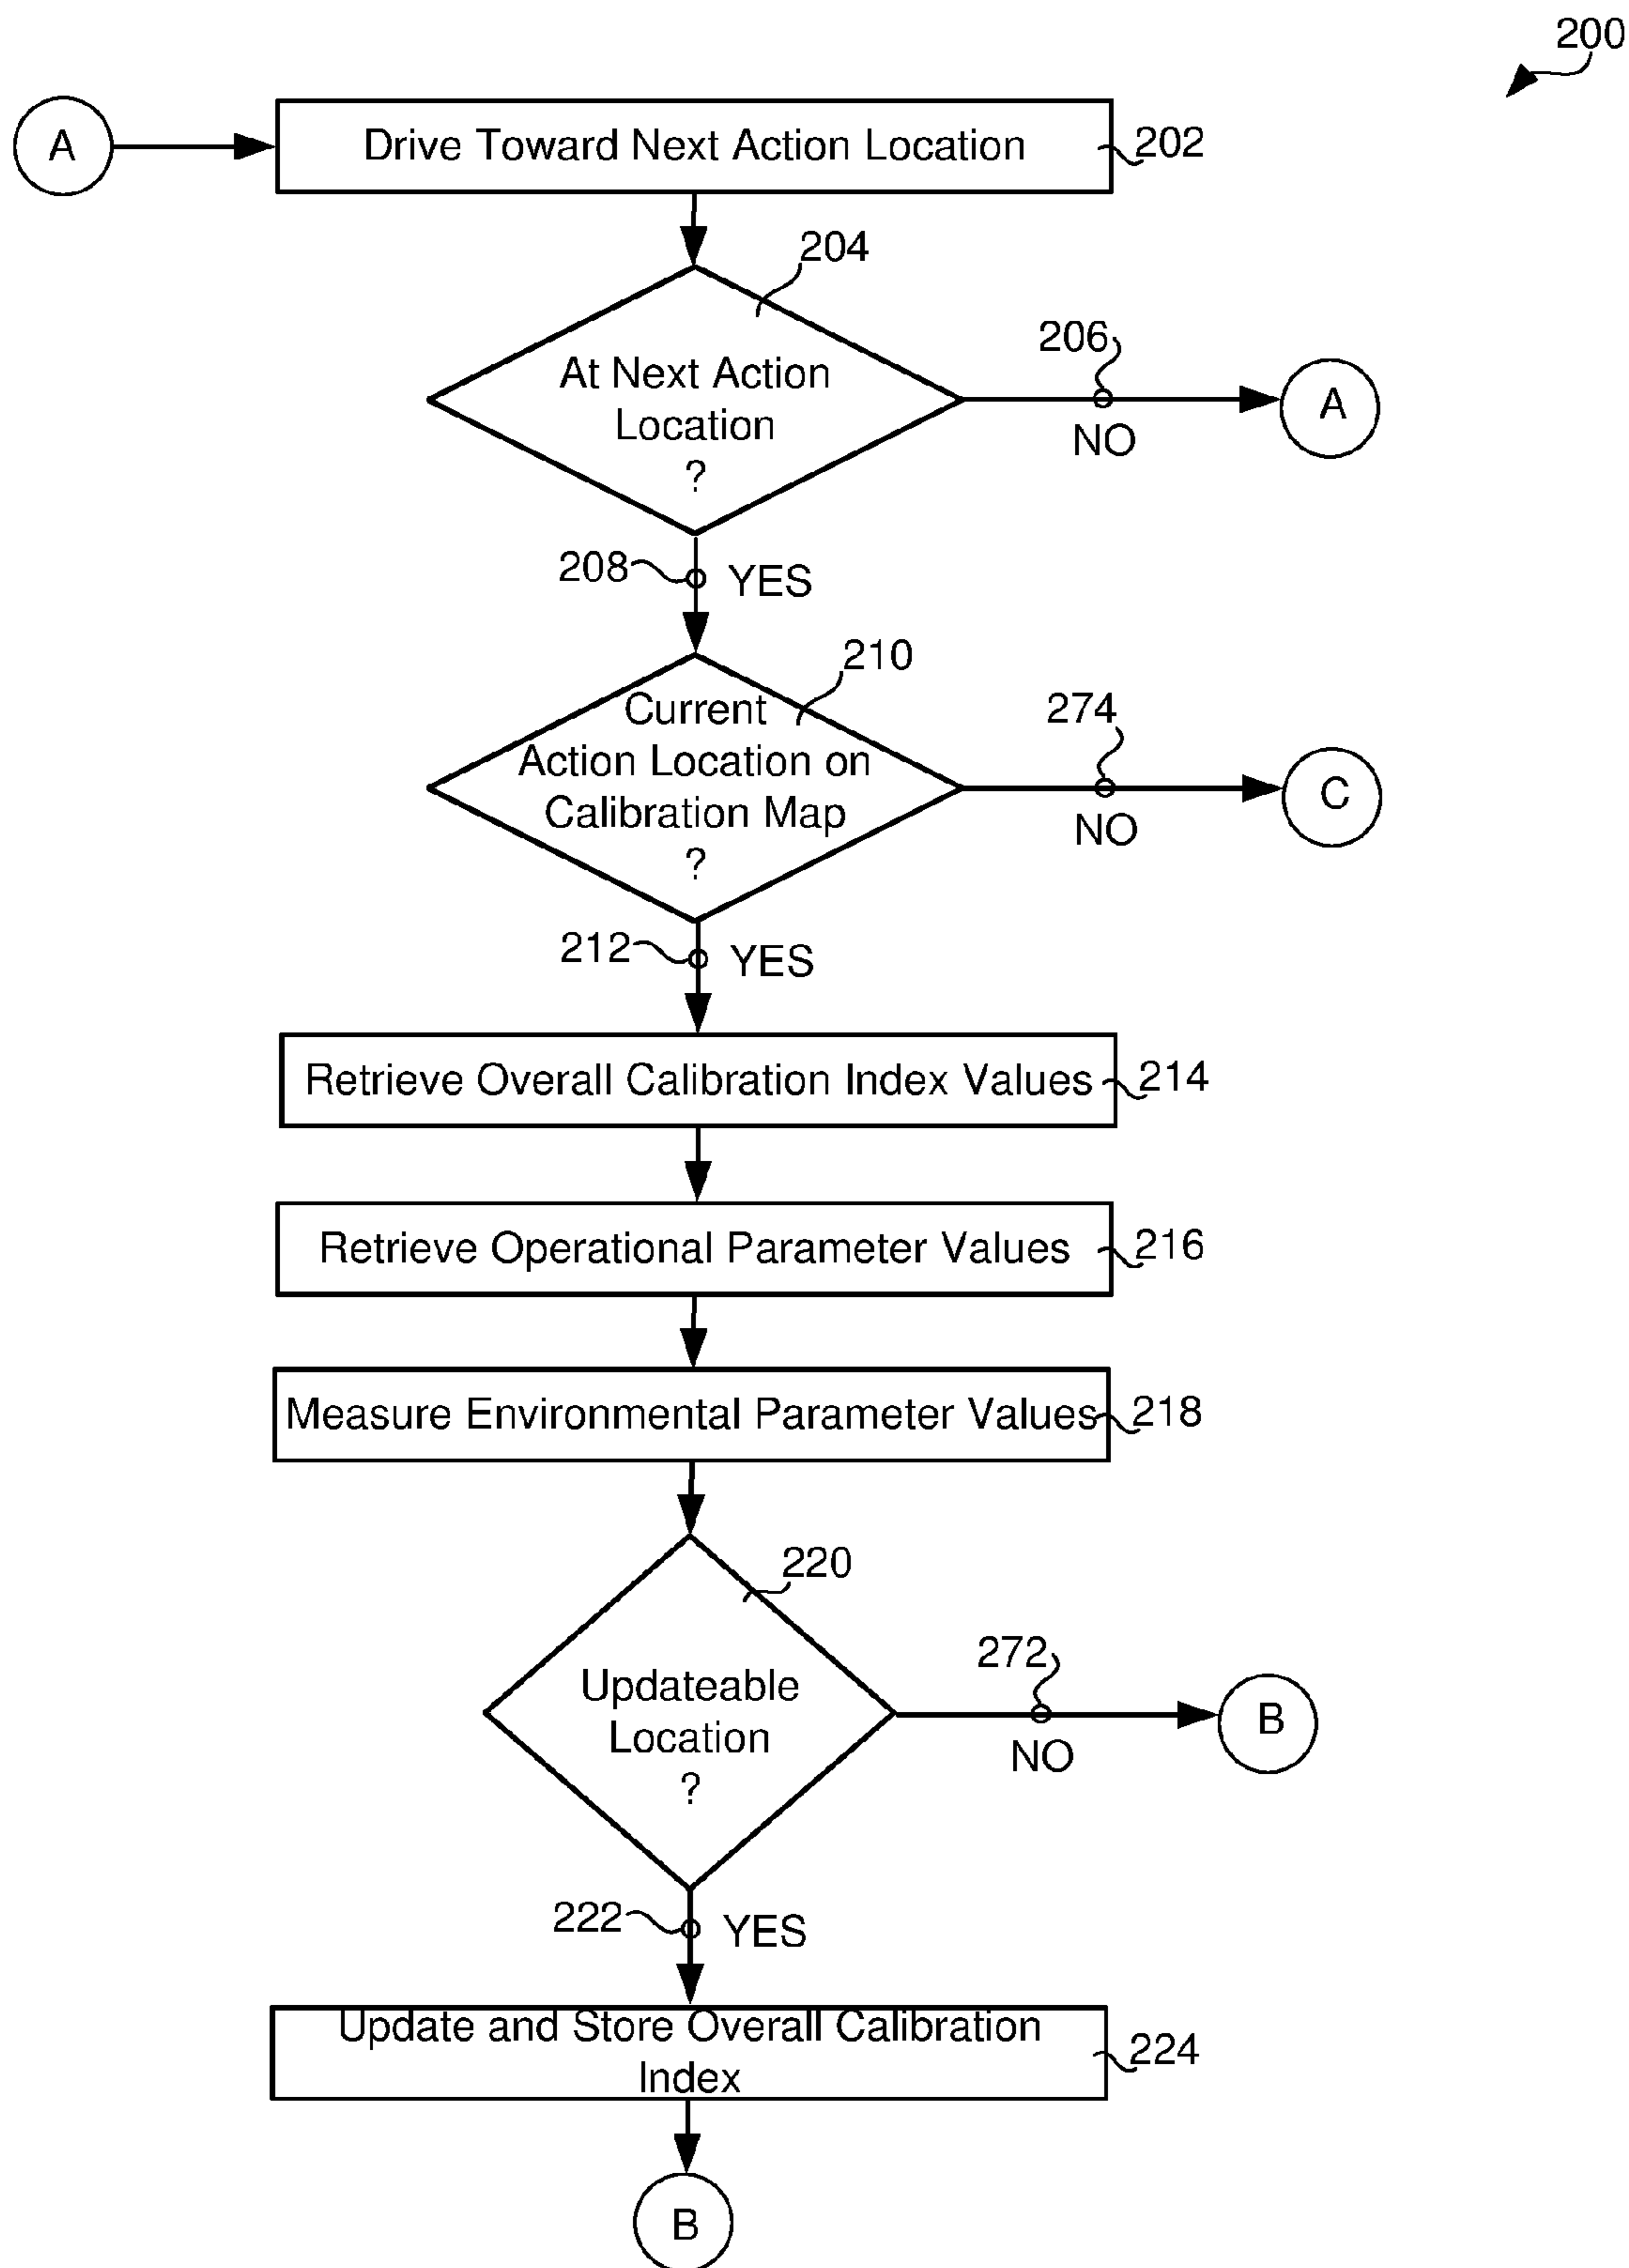 200
A
Drive Toward Next Action Location
202
204
At Next Action
Location
?
206
NO
A
208
YES
210
Current
Action Location on
Calibration Map
?
274
NO
C
212
YES
Retrieve Overall Calibration Index Values
214
Retrieve Operational Parameter Values
216
Measure Environmental Parameter Values
218
220
Updateable
Location
?
272
NO
B
222
YES
Update and Store Overall Calibration
Index
224
B